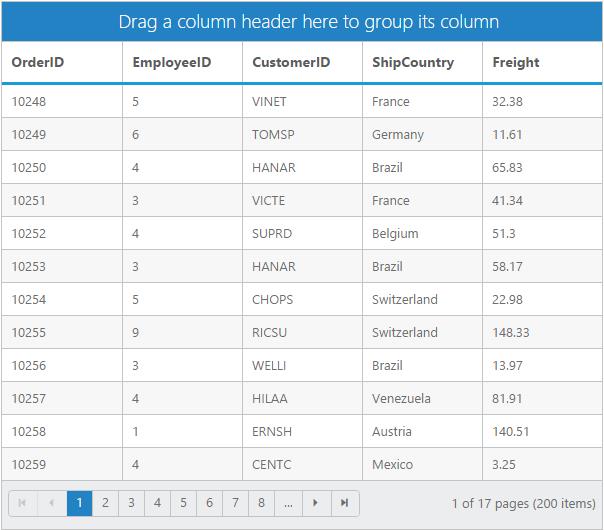 Drag a column header here to group its column
OrderID EmployeeID CustomerID ShipCountry Freight
10248 5 VINET France 32.38
10249 6 TOMSP Germany 11.61
10250 4 HANAR Brazil 65.83
10251 3 VICTE France 41.34
10252 4 SUPRD Belgium 51.3
10253 3 HANAR Brazil 58.17
10254 5 CHOPS Switzerland 22.98
10255 9 RICSU Switzerland 148.33
10256 3 WELLI Brazil 13.97
10257 4 HILAA Venezuela 81.91
10258 1 ERNSH Austria 140.51
10259 4 CENTC Mexico 3.25
1 2 3 4 5 6 7 8 ... 1 of 17 pages (200 items)